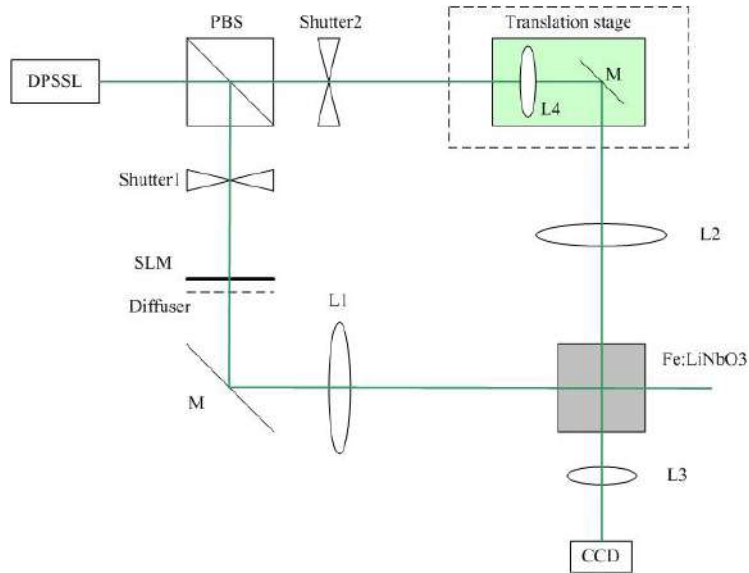 PBS
Shutter2
Translation stage
DPSSL
M
L4
Shutter1
L2
SLM
Diffuser
L1
Fe:LiNbO3
M
L3
CCD